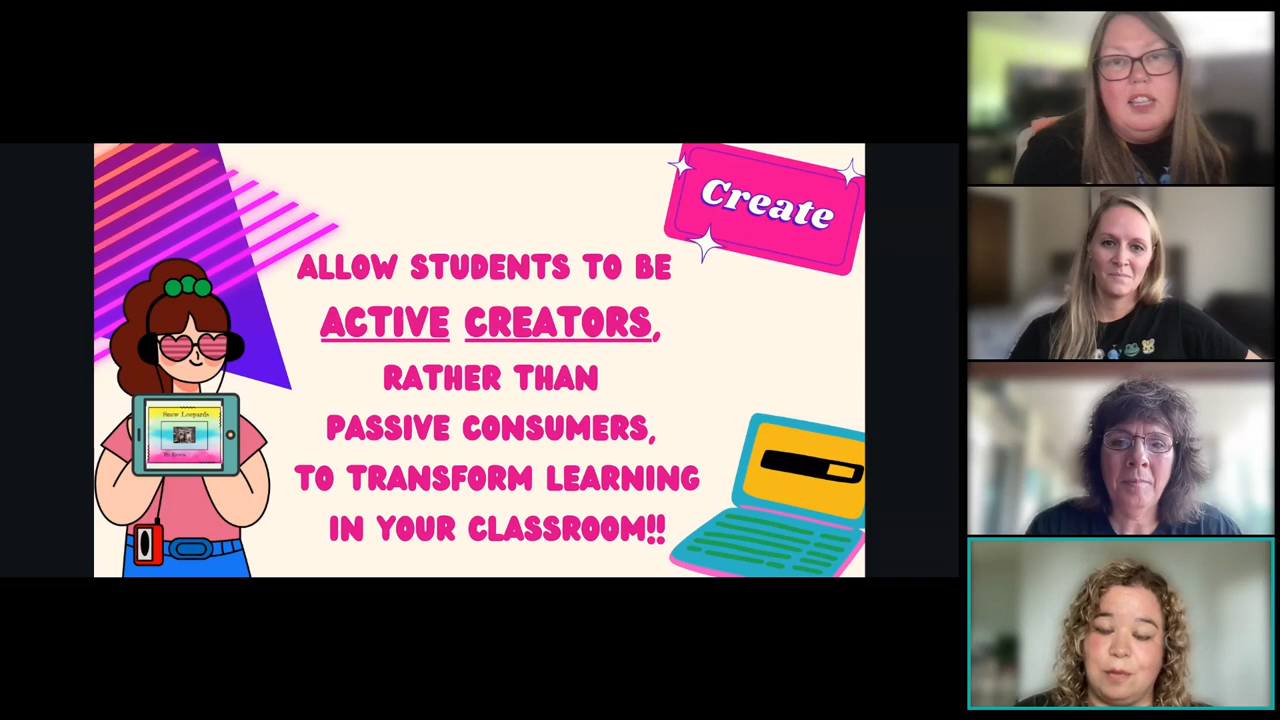 Create
ALLOW STUDENTS TO BE
ACTIVE CREATORS,
RATHER THAN
PASSIVE CONSUMERS,
TO TRANSFORM LEARNING
IN YOUR CLASSROOM!!
Snow Leopards